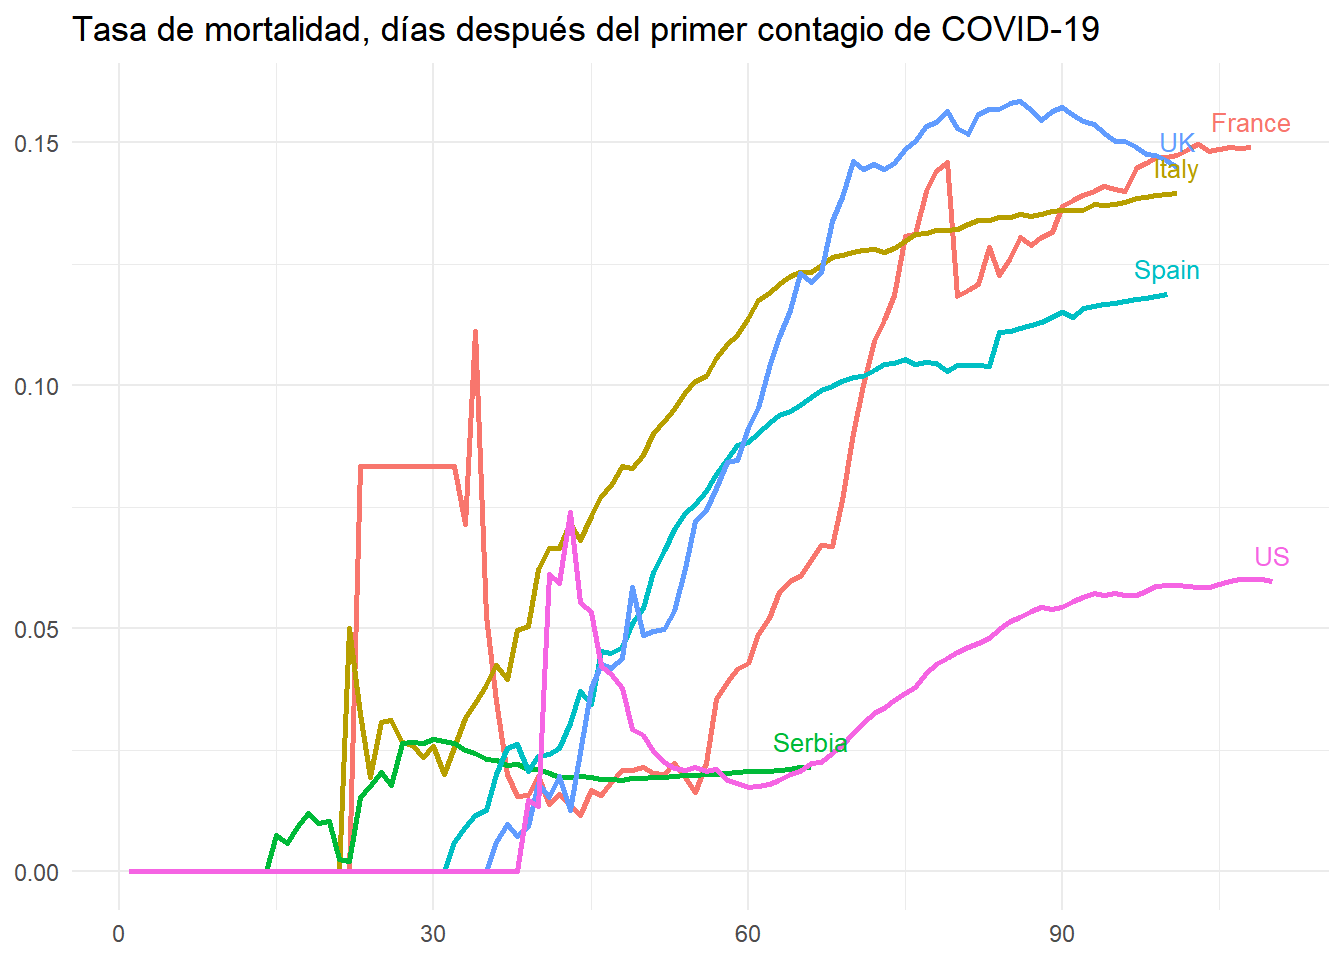 Tasa de mortalidad, días después del primer contagio de COVID-19
France
0.15
UK
Italy
Spain
0.10
US
0.05
Serbia
0.00
0 30 60 90